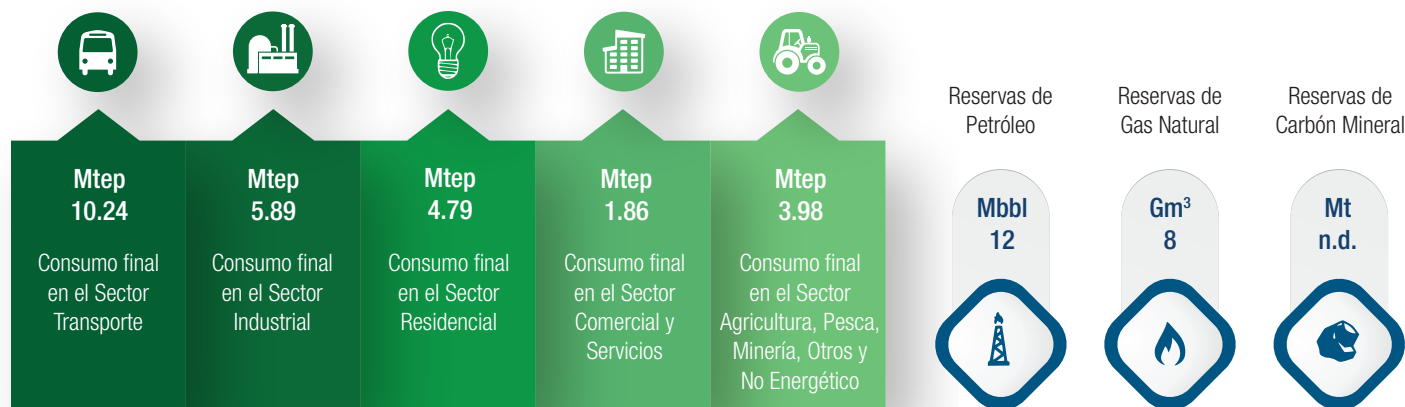 Mtep
10.24
Consumo final
en el Sector
Transporte
Mtep
5.89
Consumo final
en el Sector
Industrial
Mtep
4.79
Consumo final
en el Sector
Residencial
Mtep
1.86
Consumo final
en el Sector
Comercial y
Servicios
Mtep
3.98
Consumo final
en el Sector
Agricultura, Pesca,
Minería, Otros y
No Energético
Reservas de
Petróleo
Mbbl
12
Reservas de
Gas Natural
Gm³
8
Reservas de
Carbón Mineral
Mt
n.d.